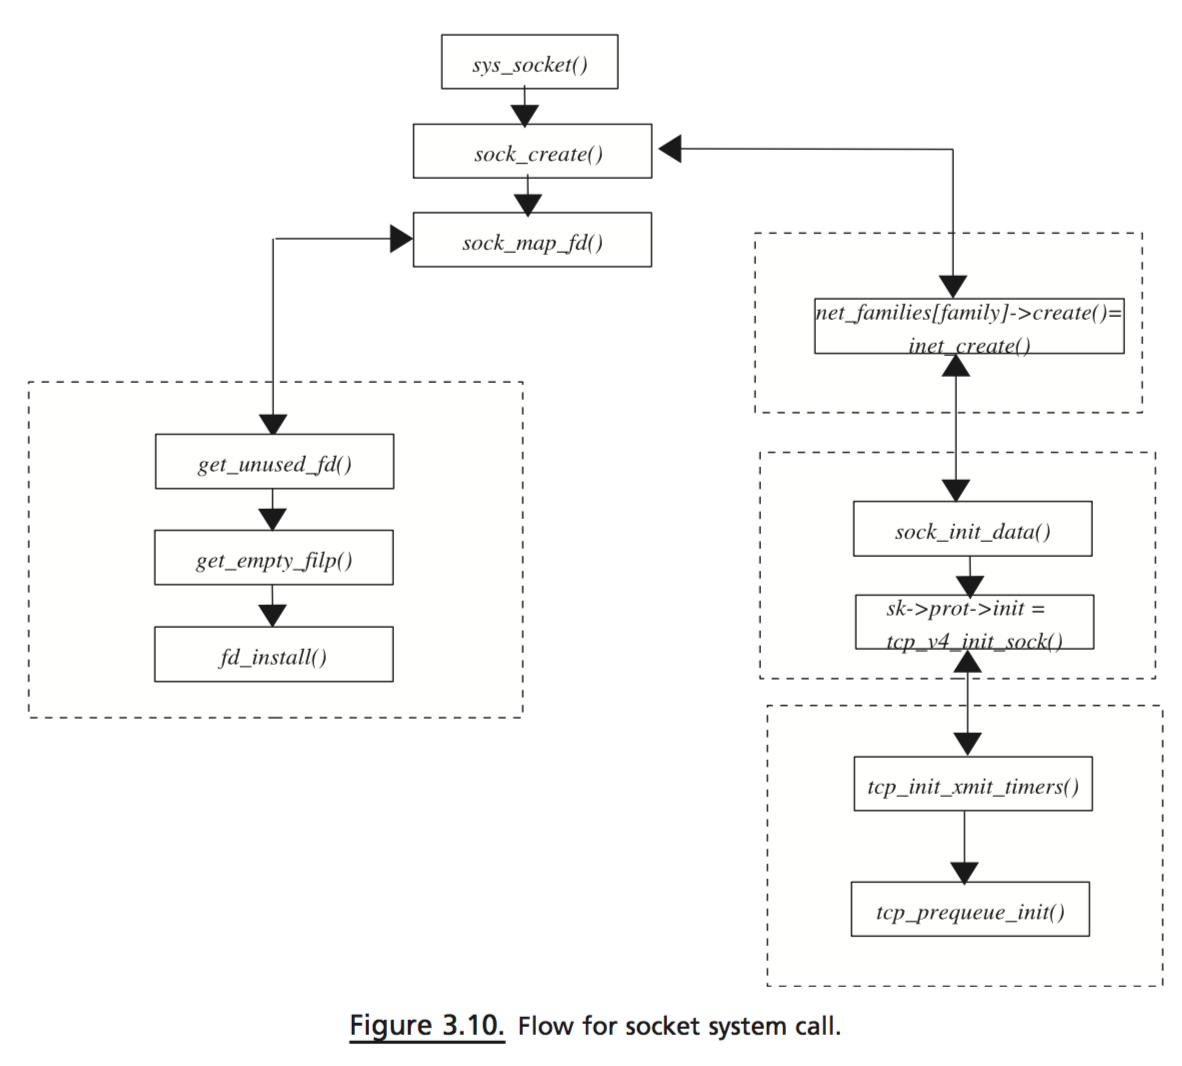 sys_socket()
sock_create()
sock_map_fd()
net_families[family]->create()=
inet_create()
get_unused_fd()
get_empty_filp()
fd_install()
sock_init_data()
sk->prot->init =
tcp_v4_init_sock()
tcp_init_xmit_timers()
tcp_prequeue_init()
Figure 3.10. Flow for socket system call.